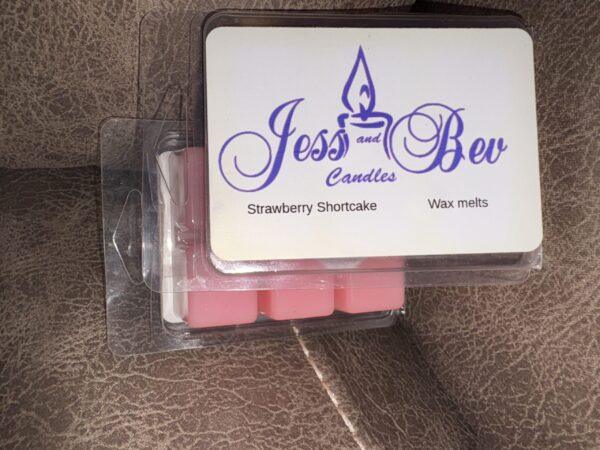 Jess and Bev
Candles
Strawberry Shortcake Wax melts